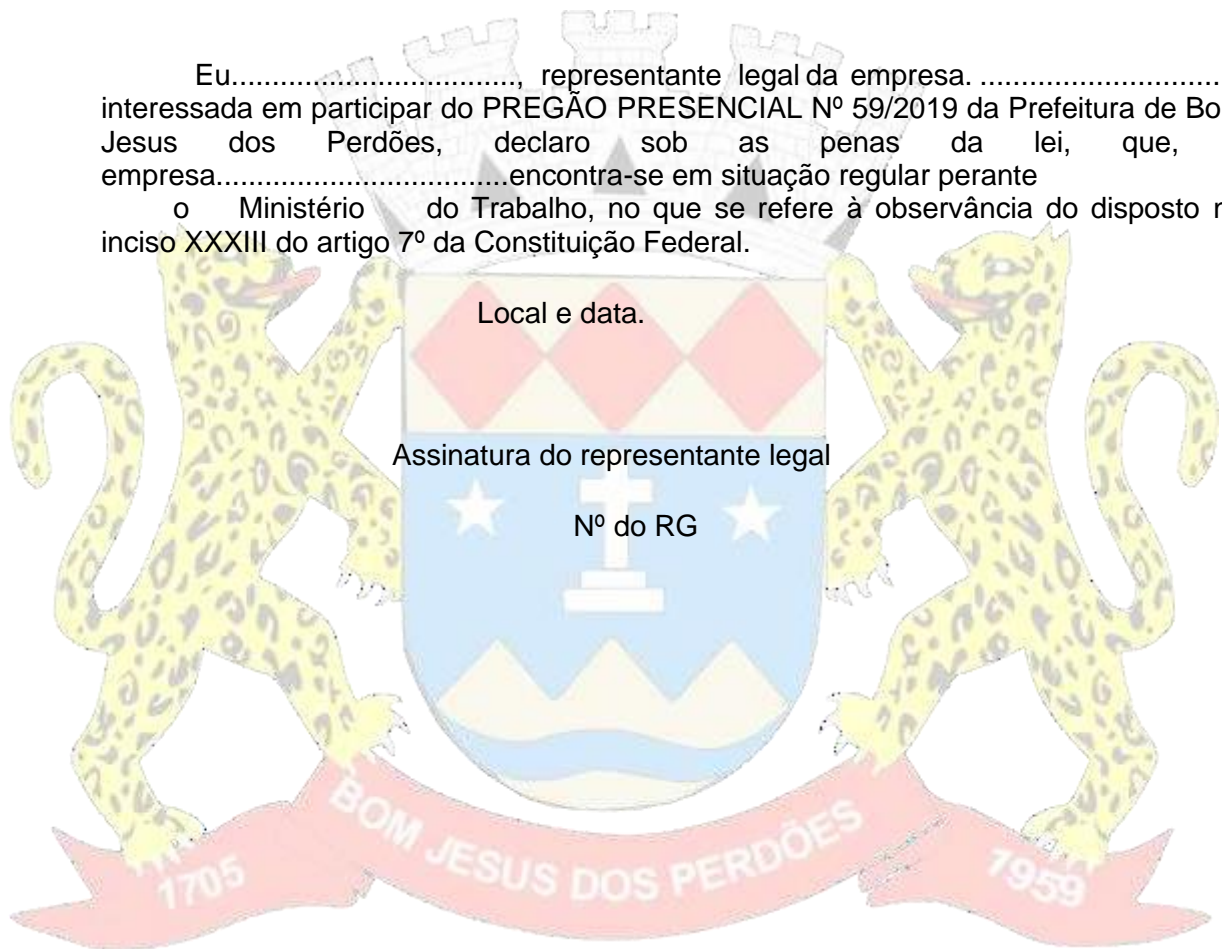 Eu..................................., representante legal da empresa. .............................
interessada em participar do PREGÃO PRESENCIAL Nº 59/2019 da Prefeitura de Bo
Jesus dos Perdões, declaro sob as penas da lei, que,
empresa....................................encontra-se em situação regular perante
o Ministério do Trabalho, no que se refere à observância do disposto
inciso XXXIII do artigo 7º da Constituição Federal.
Local e data.
Assinatura do representante legal
Nº do RG
1705 BOM JESUS DOS PERDÕES 1959